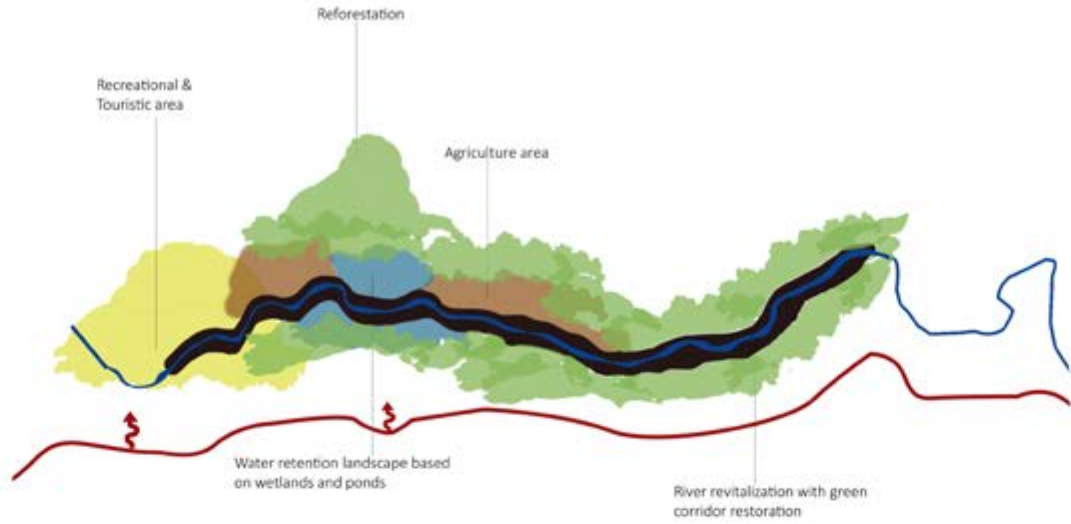 Reforestation
Recreational &
Touristic area
Agriculture area
Water retention landscape based
on wetlands and ponds
River revitalization with green
corridor restoration